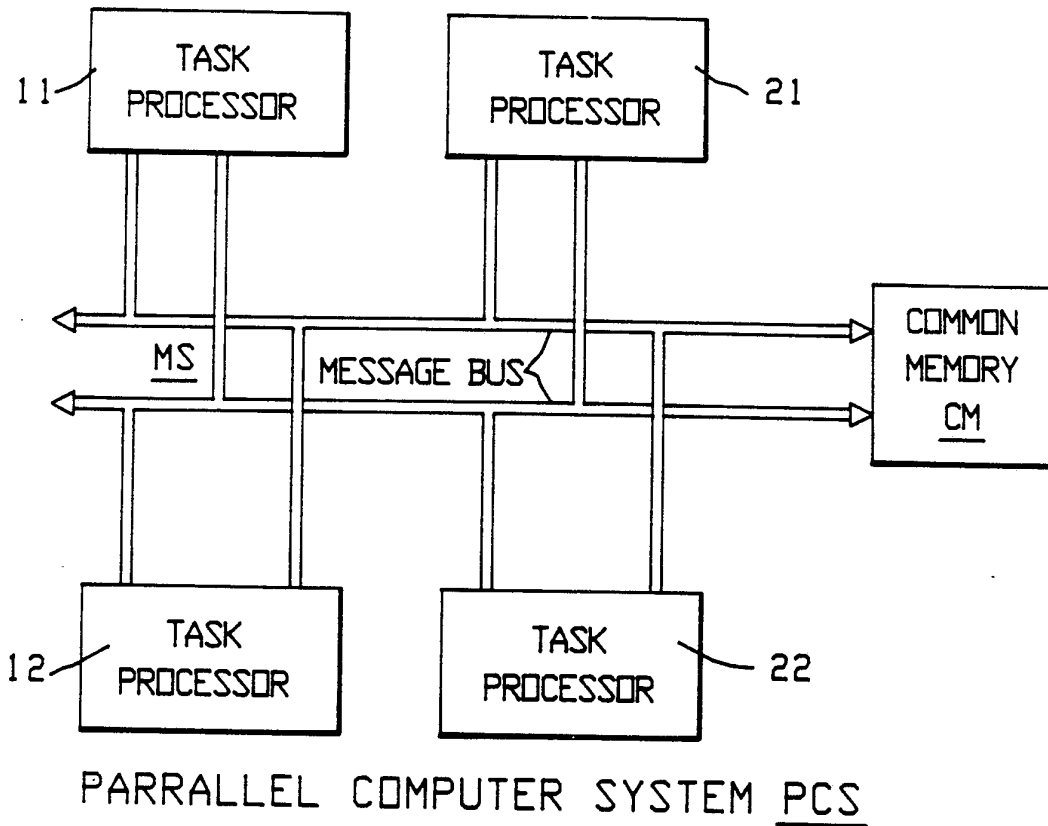 TASK
PROCESSOR
11
TASK
PROCESSOR
21
MS
MESSAGE BUS
COMMON
MEMORY
CM
TASK
PROCESSOR
12
TASK
PROCESSOR
22
PARRALLEL COMPUTER SYSTEM PCS